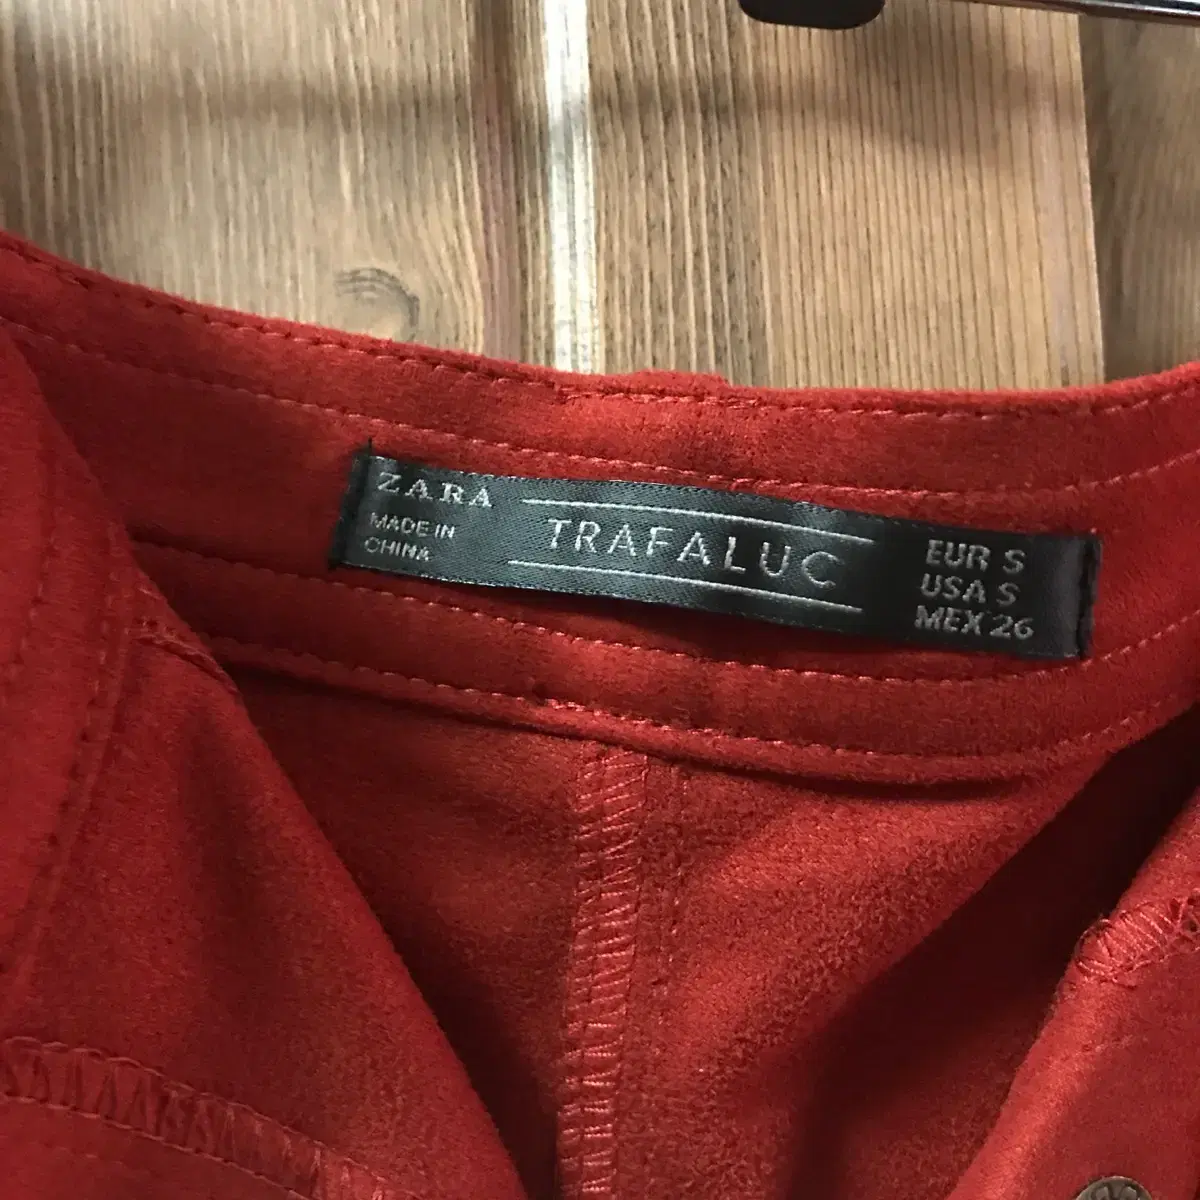 ZARA
MADE IN
CHINA
TRAFALUC
EUR S
USA S
MEX 26